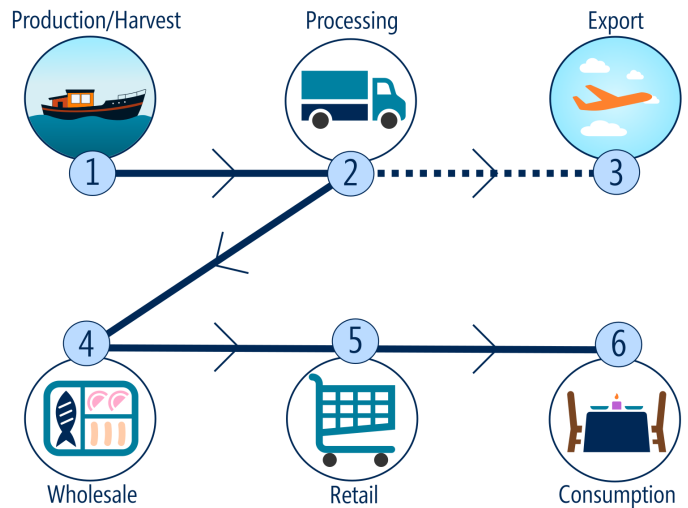 Production/Harvest
Processing
Export
1
2
3
4
5
6
Wholesale
Retail
Consumption